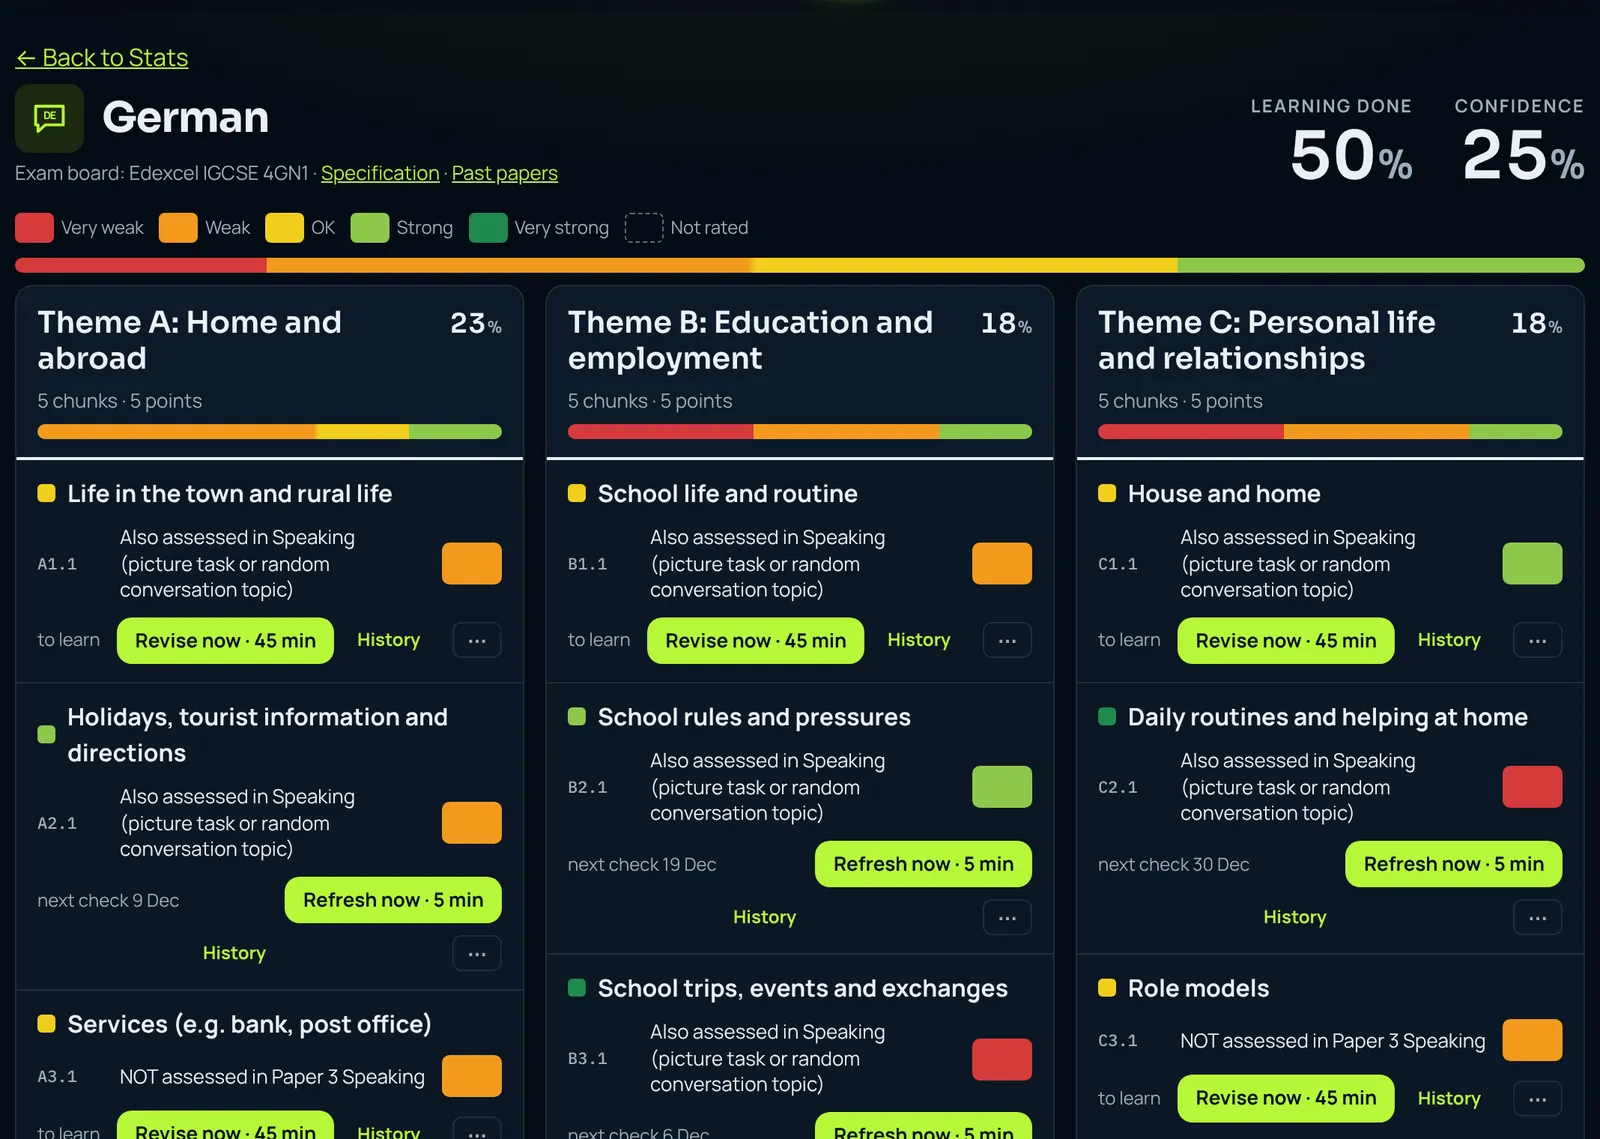 ← Back to Stats
DE
German
Exam board: Edexcel IGCSE 4GN1 · Specification · Past papers
LEARNING DONE
50%
CONFIDENCE
25%
Very weak
Weak
OK
Strong
Very strong
Not rated
Theme A: Home and
abroad
23%
5 chunks · 5 points
Life in the town and rural life
A1.1
Also assessed in Speaking
(picture task or random
conversation topic)
to learn
Revise now · 45 min
History
...
Holidays, tourist information and
directions
A2.1
Also assessed in Speaking
(picture task or random
conversation topic)
next check 9 Dec
Refresh now · 5 min
History
...
Services (e.g. bank, post office)
A3.1
NOT assessed in Paper 3 Speaking
to learn
Revise now · 45 min
History
...
Theme B: Education and
employment
18%
5 chunks · 5 points
School life and routine
B1.1
Also assessed in Speaking
(picture task or random
conversation topic)
to learn
Revise now · 45 min
History
...
School rules and pressures
B2.1
Also assessed in Speaking
(picture task or random
conversation topic)
next check 19 Dec
Refresh now · 5 min
History
...
School trips, events and exchanges
B3.1
Also assessed in Speaking
(picture task or random
conversation topic)
next check 6 Dec
Refresh now · 5 min
Theme C: Personal life
and relationships
18%
5 chunks · 5 points
House and home
C1.1
Also assessed in Speaking
(picture task or random
conversation topic)
to learn
Revise now · 45 min
History
...
Daily routines and helping at home
C2.1
Also assessed in Speaking
(picture task or random
conversation topic)
next check 30 Dec
Refresh now · 5 min
History
...
Role models
C3.1
NOT assessed in Paper 3 Speaking
to learn
Revise now · 45 min
History
...